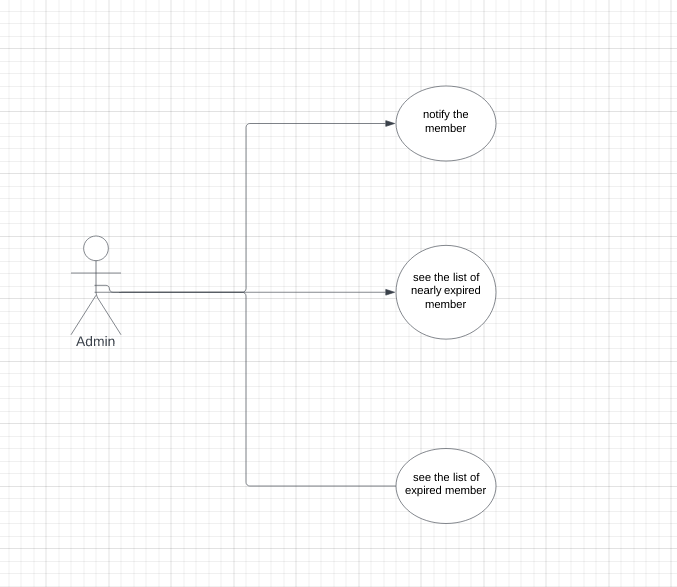 notify the
member
see the list of
nearly expired
member
Admin
see the list of
expired member